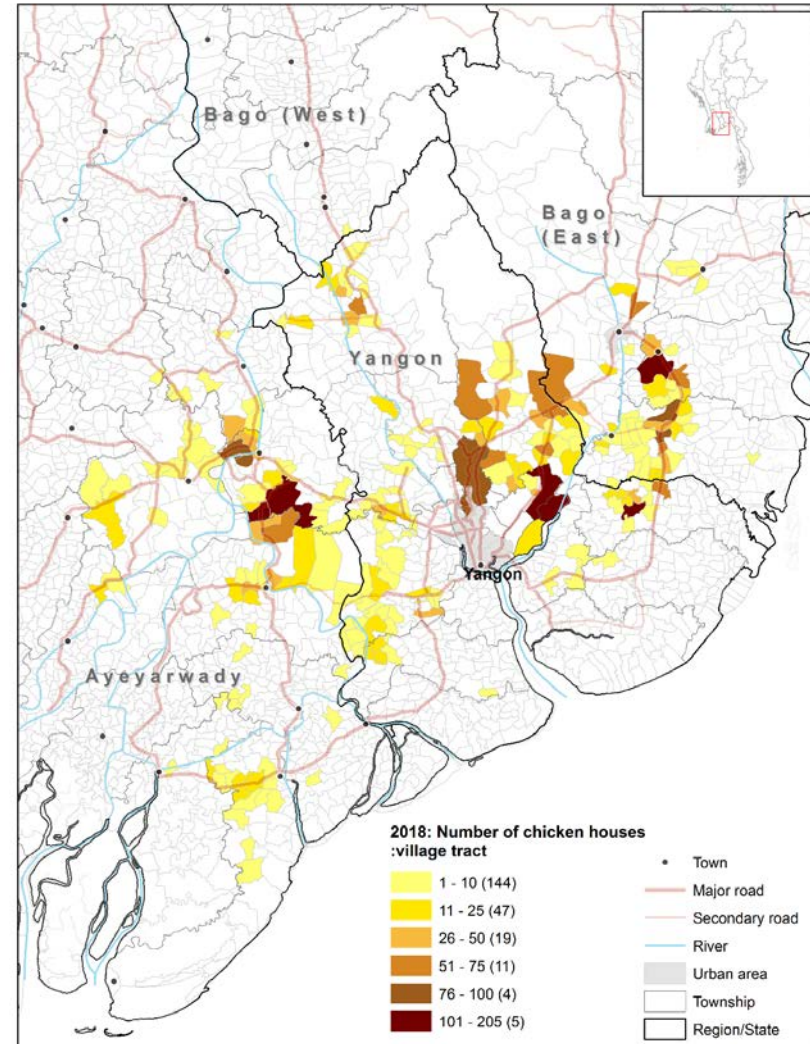 Bago (West)
Bago
(East)
Yangon
Yangon
Ayeyarwady
2018: Number of chicken houses
:village tract
1 - 10 (144)
11 - 25 (47)
26 - 50 (19)
51 - 75 (11)
76 - 100 (4)
101 - 205 (5)
Town
Major road
Secondary road
River
Urban area
Township
Region/State